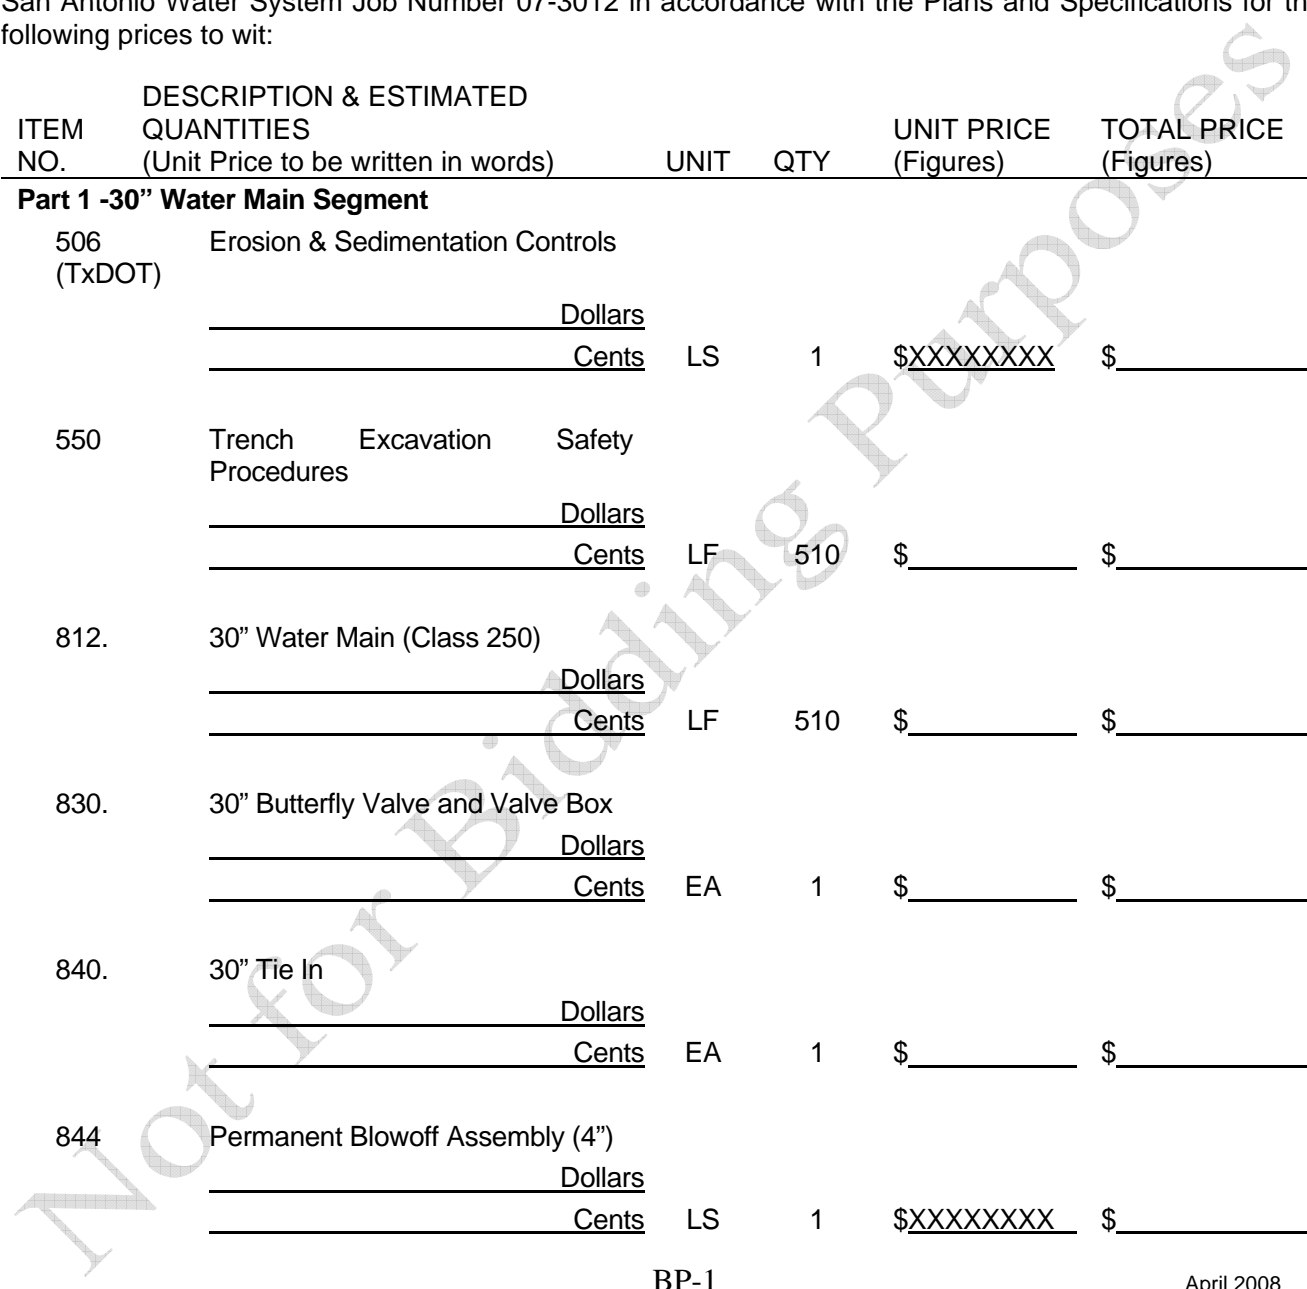 San Antonio Water System Job Number 07-3012 in accordance with the Plans and Specifications for th
following prices to wit:
DESCRIPTION & ESTIMATED
ITEM QUANTITIES UNIT PRICE TOTAL PRICE
NO. (Unit Price to be written in words) UNIT QTY (Figures) (Figures)
Part 1 -30” Water Main Segment
506 Erosion & Sedimentation Controls
(TxDOT)
Dollars
Cents LS 1 $XXXXXXXX $
550 Trench Excavation Safety
Procedures
Dollars
Cents LF 510 $ $
812. 30” Water Main (Class 250)
Dollars
Cents LF 510 $ $
830. 30” Butterfly Valve and Valve Box
Dollars
Cents EA 1 $ $
840. 30” Tie In
Dollars
Cents EA 1 $ $
844 Permanent Blowoff Assembly (4”)
Dollars
Cents LS 1 $XXXXXXXX $
BP-1 April 2008
Not for Bidding Purposes